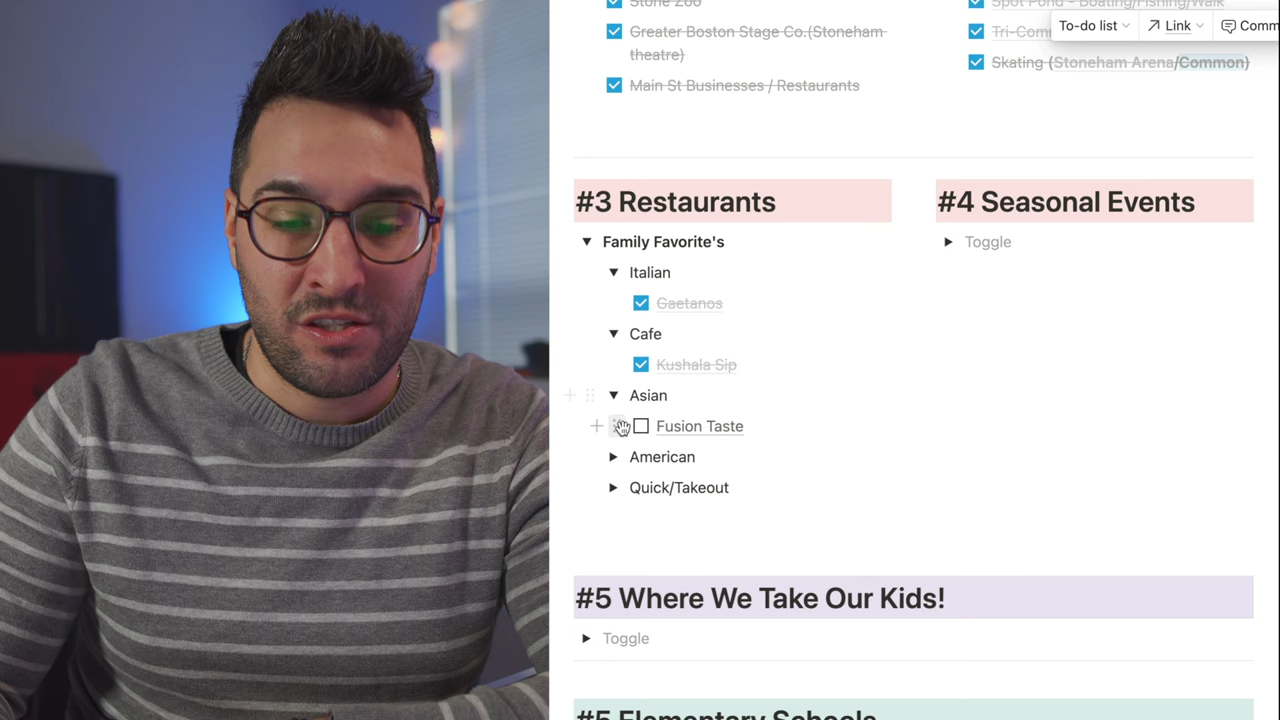 Stone Zoo
Greater Boston Stage Co.(Stoneham
theatre)
Main St Businesses / Restaurants
Spot Pond - Boating/Fishing/Walk
Tri-Com
Skating (Stoneham Arena/Common)
To-do list
Link
Comm
#3 Restaurants
Family Favorite's
Italian
Gaetanos
Cafe
Kushala Sip
Asian
Fusion Taste
American
Quick/Takeout
#4 Seasonal Events
Toggle
#5 Where We Take Our Kids!
Toggle
#5 Elementary Schools